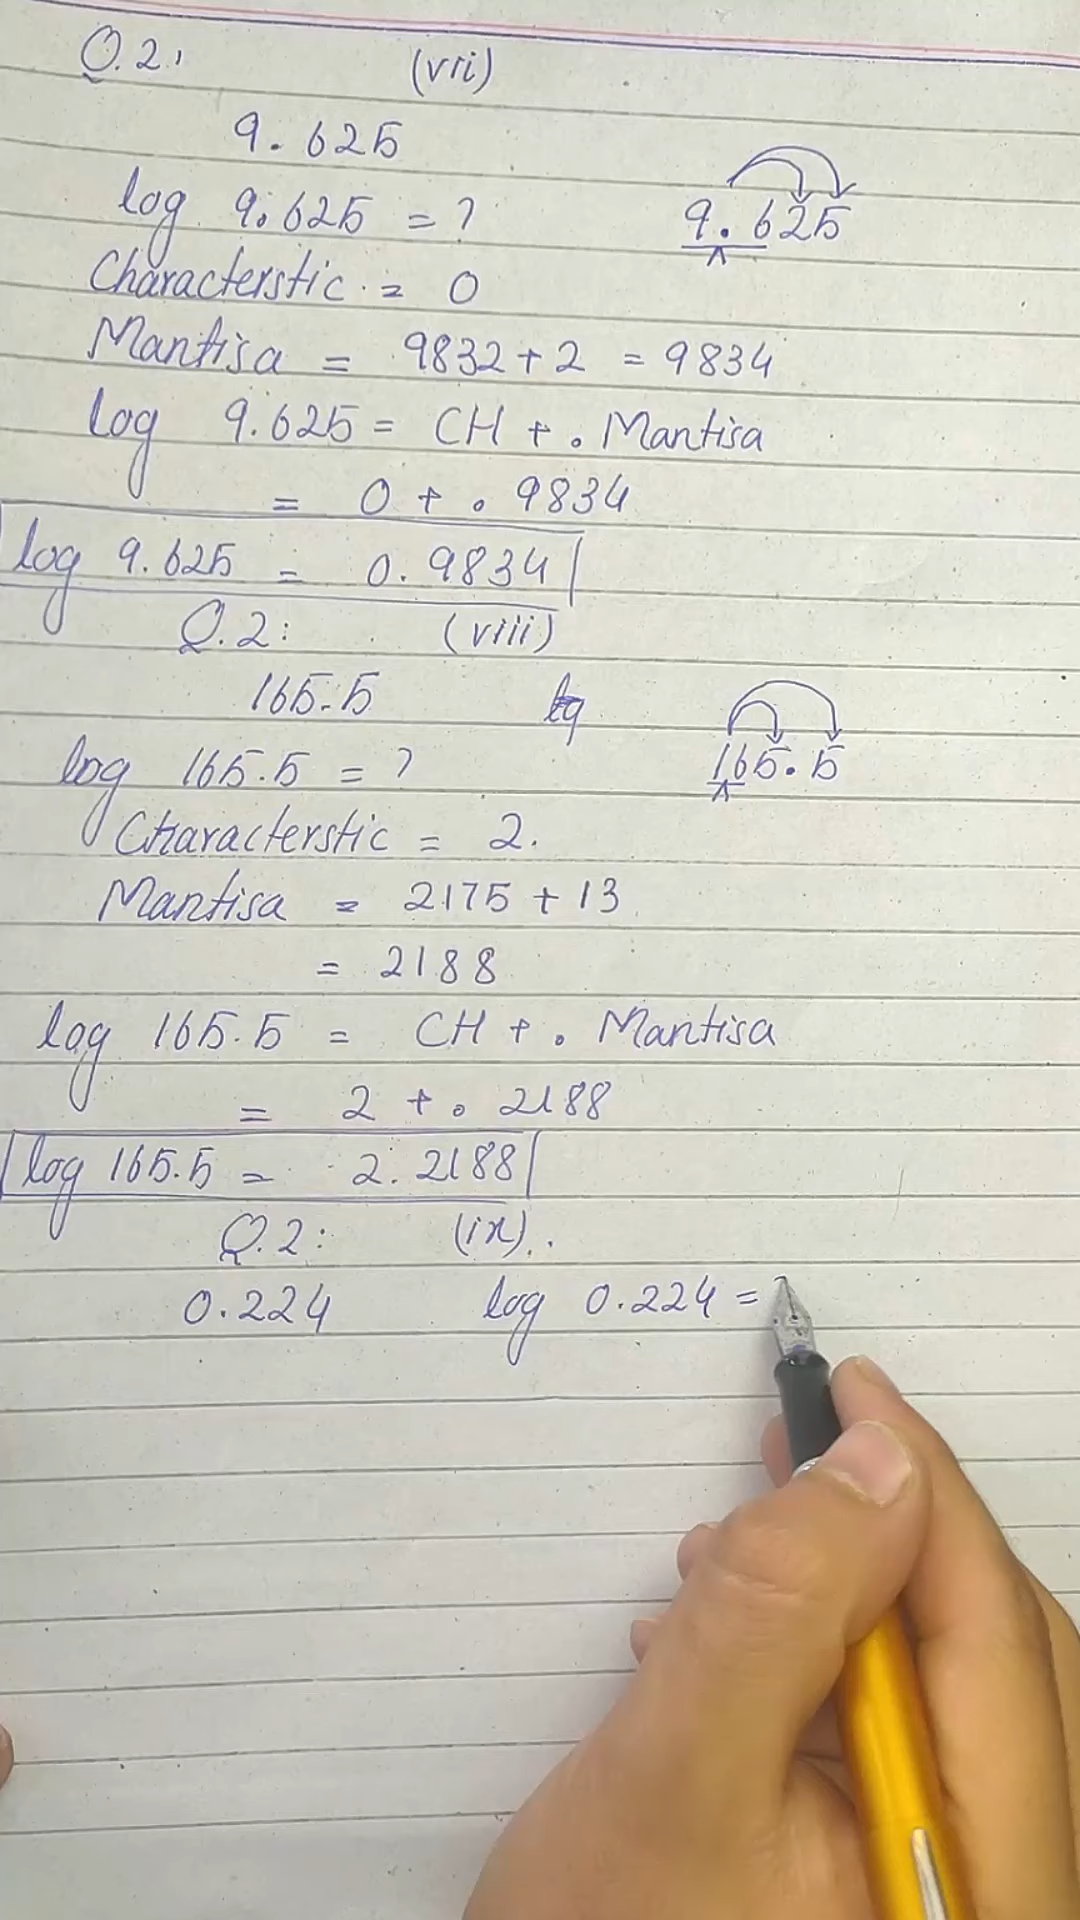 Q.2. (vii)
9.625
log 9.625 = ?
9.625
Characterstic = 0
Mantisa = 9832 + 2 = 9834
log 9.625 = CH + . Mantisa
= 0 + . 9834
log 9.625 = 0.9834
Q.2: (viii)
165.5
log 165.5 = ?
165.5
Characterstic = 2.
Mantisa = 2175 + 13
= 2188
log 165.5 = CH + . Mantisa
= 2 + . 2188
log 165.5 = 2.2188
Q.2: (ix).
0.224 log 0.224 =